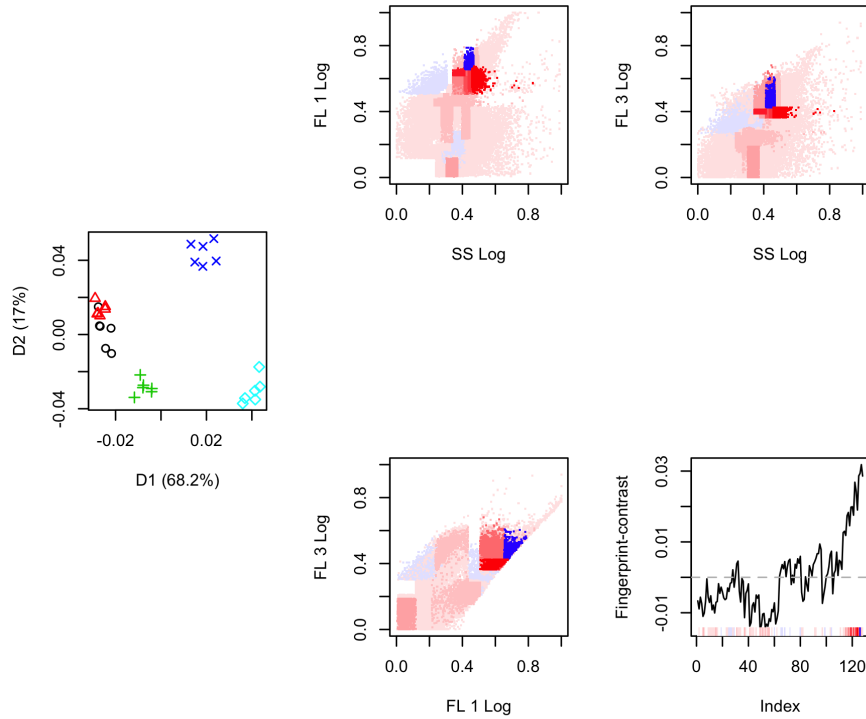 FL 1 Log
0.0 0.4 0.8
0.0 0.4 0.8
SS Log
FL 3 Log
0.0 0.4 0.8
0.0 0.4 0.8
SS Log
D2 (17%)
-0.04 0.00 0.04
-0.02 0.02
D1 (68.2%)
FL 3 Log
0.0 0.4 0.8
0.0 0.4 0.8
FL 1 Log
Fingerprint-contrast
-0.01 0.01 0.03
0 40 80 120
Index